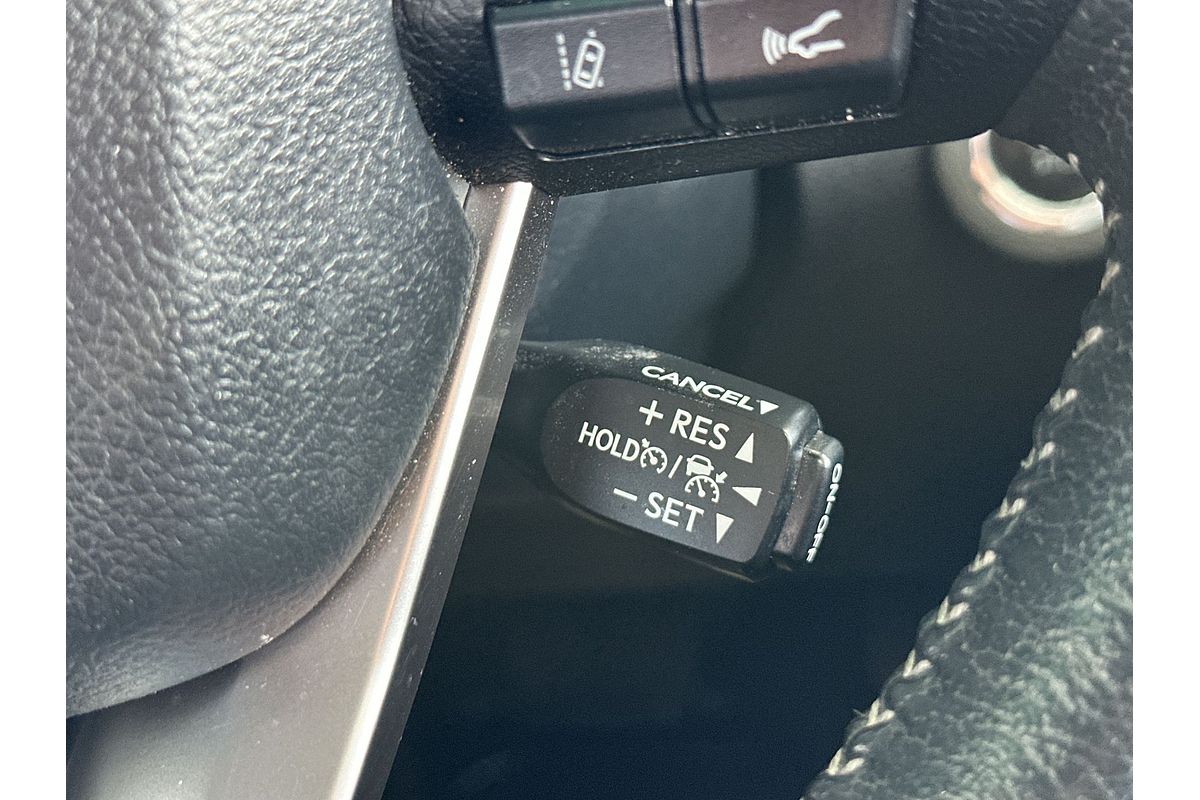 CANCEL
+ RES
HOLD /
− SET
ON-OFF